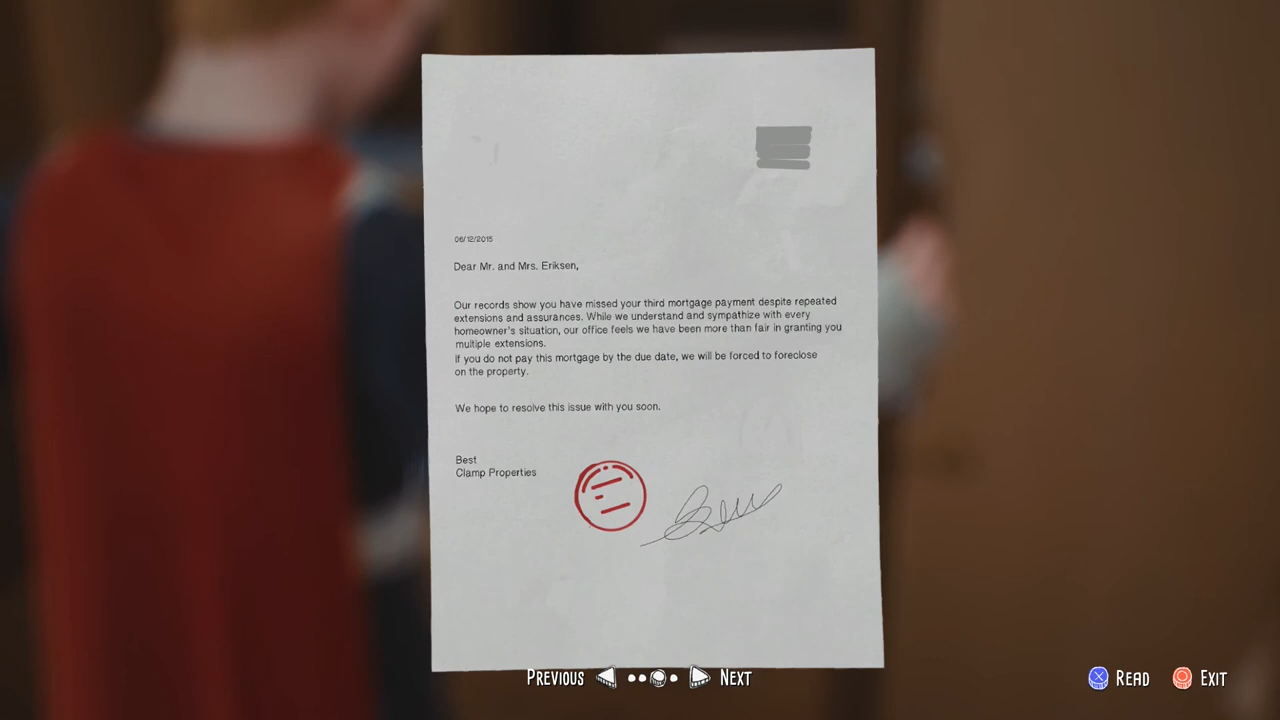 06/12/2015
Dear Mr. and Mrs. Eriksen,
Our records show you have missed your third mortgage payment despite repeated
extensions and assurances. While we understand and sympathize with every
homeowner's situation, our office feels we have been more than fair in granting you
multiple extensions.
If you do not pay this mortgage by the due date, we will be forced to foreclose
on the property.
We hope to resolve this issue with you soon.
Best
Clamp Properties
Previous Next
Read Exit